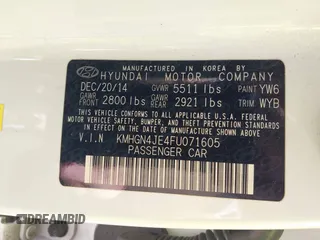 MANUFACTURED IN KOREA BY
HYUNDAI MOTOR COMPANY
DEC/20/14 GVWR 5511 lbs PAINT YW6
GAWR FRONT 2800 lbs GAWR REAR 2921 lbs TRIM WYB
THIS VEHICLE CONFORMS TO ALL APPLICABLE
FEDERAL MOTOR VEHICLE SAFETY, BUMPER, AND
THEFT PREVENTION STANDARDS IN EFFECT ON THE
DATE OF MANUFACTURE SHOWN ABOVE.
V.I.N KMHGN4JE4FU071605
PASSENGER CAR
DREAMBID